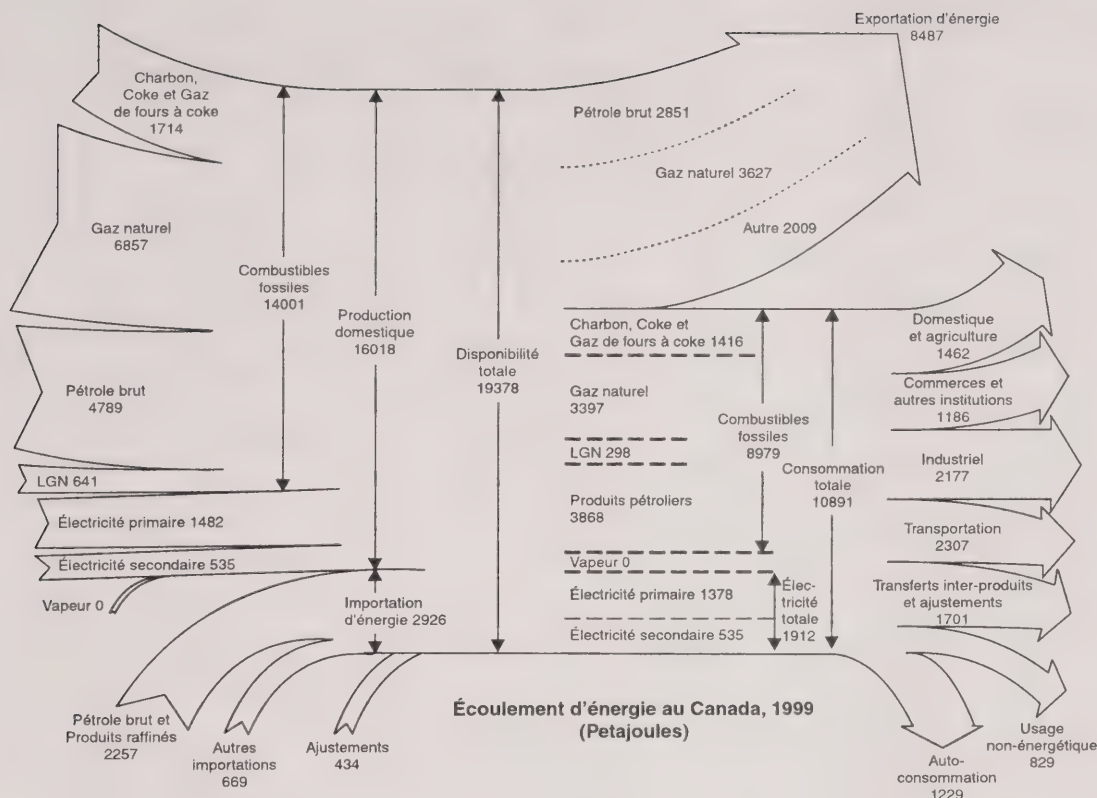 Exportation d'énergie
8487
Charbon,
Coke et Gaz
de fours à coke
1714
Gaz naturel
6857
Pétrole brut
4789
LGN 641
Électricité primaire 1482
Électricité secondaire 535
Vapeur 0
Pétrole brut et
Produits raffinés
2257
Autres
importations
669
Ajustements
434
Combustibles
fossiles
14001
Production
domestique
16018
Importation
d'énergie 2926
Disponibilité
totale
19378
Pétrole brut 2851
Gaz naturel 3627
Autre 2009
Charbon, Coke et
Gaz de fours à coke 1416
Gaz naturel
3397
LGN 298
Produits pétroliers
3868
Vapeur 0
Électricité primaire 1378
Électricité secondaire 535
Combustibles
fossiles
8979
Élec-
tricité
totale
1912
Consommation
totale
10891
Domestique
et agriculture
1462
Commerces et
autres institutions
1186
Industriel
2177
Transportation
2307
Transferts inter-produits
et ajustements
1701
Usage
non-énergétique
829
Auto-
consommation
1229
Écoulement d'énergie au Canada, 1999
(Petajoules)